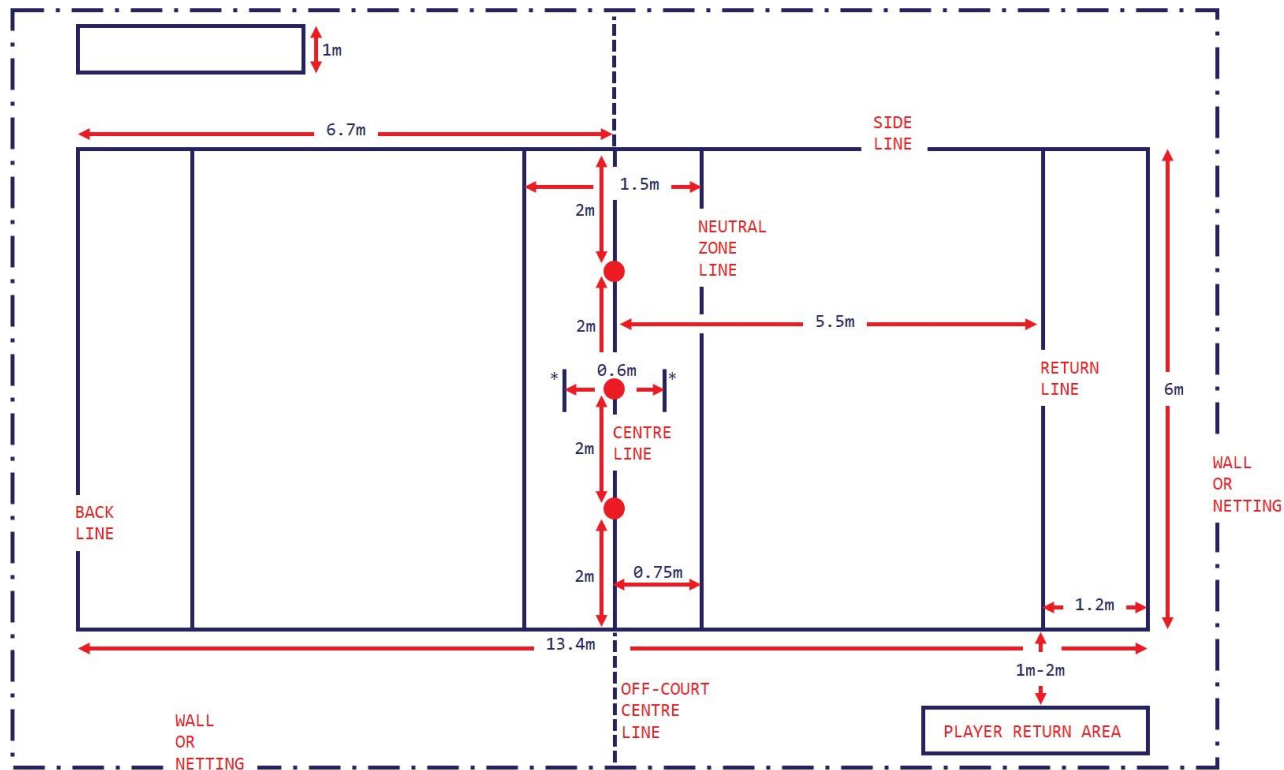 1m
6.7m
SIDE
LINE
1.5m
2m
NEUTRAL
ZONE
LINE
2m
5.5m
0.6m
*
*
RETURN
LINE
6m
2m
CENTRE
LINE
WALL
OR
NETTING
BACK
LINE
2m
0.75m
1.2m
13.4m
1m-2m
OFF-COURT
CENTRE
LINE
PLAYER RETURN AREA
WALL
OR
NETTING